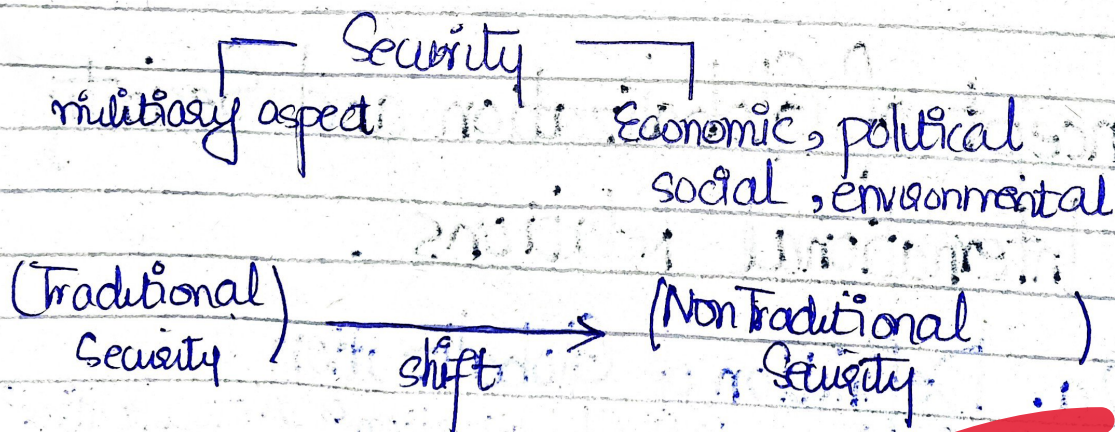 Security
military aspect Economic, political
social, environmental
(Traditional) (Non Traditional )
Security shift Security